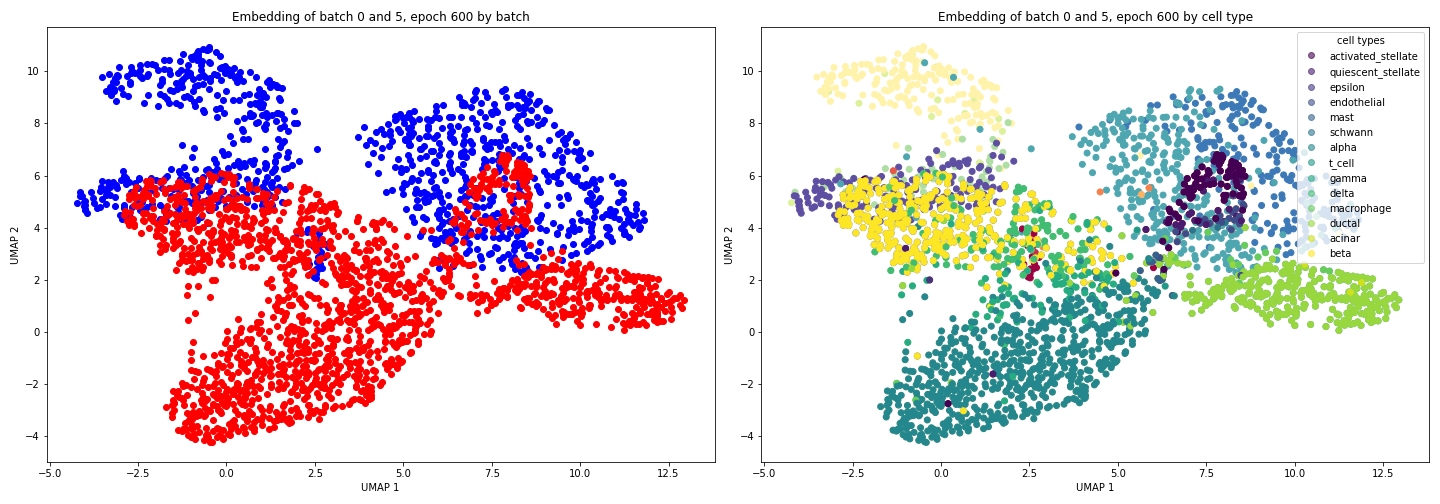 Embedding of batch 0 and 5, epoch 600 by batch
10
8
6
4
2
0
−2
−4
UMAP 2
−5.0
−2.5
0.0
2.5
5.0
7.5
10.0
12.5
UMAP 1
Embedding of batch 0 and 5, epoch 600 by cell type
cell types
activated_stellate
quiescent_stellate
epsilon
endothelial
mast
schwann
alpha
t_cell
gamma
delta
macrophage
ductal
acinar
beta
10
8
6
4
2
0
−2
−4
UMAP 2
−5.0
−2.5
0.0
2.5
5.0
7.5
10.0
12.5
UMAP 1